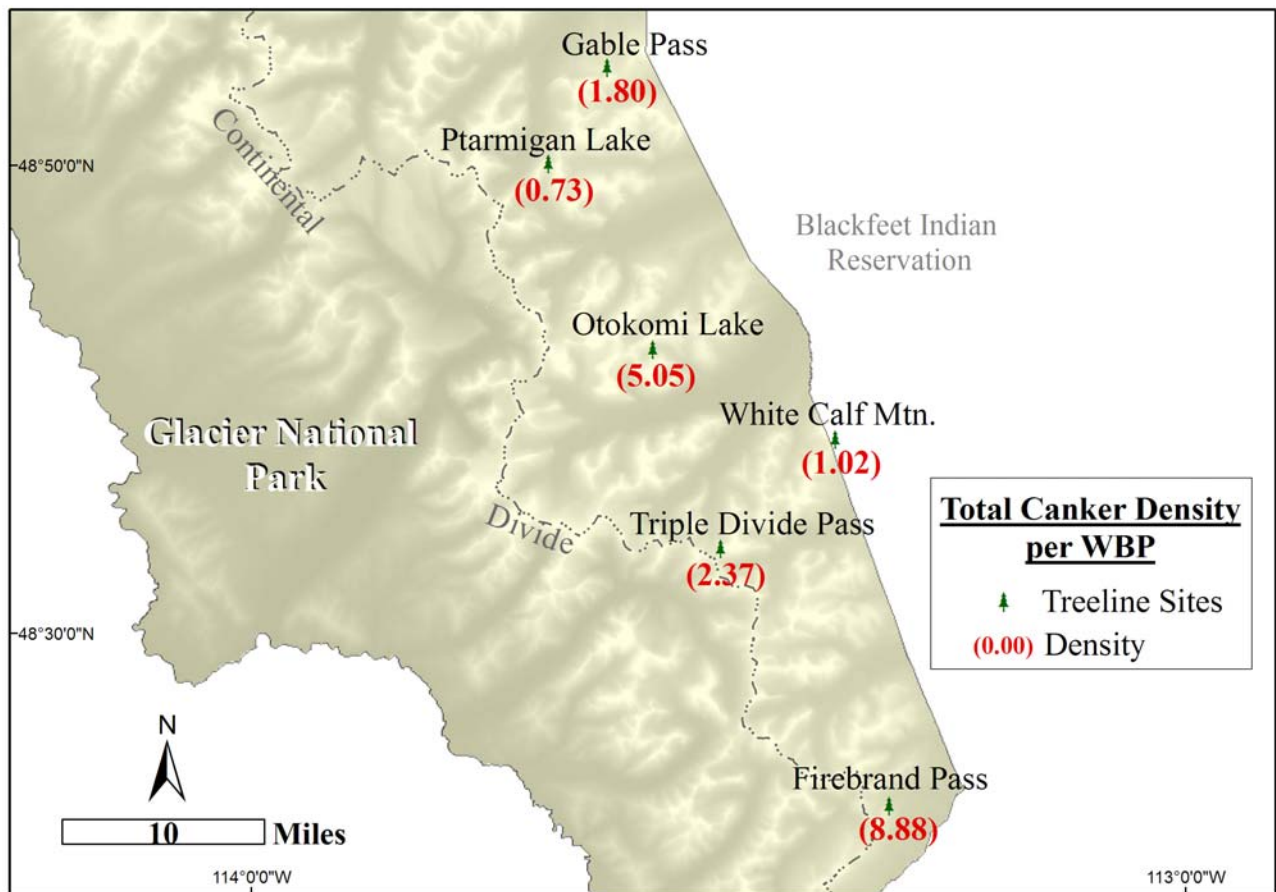 Gable Pass
(1.80)
Ptarmigan Lake
(0.73)
48°50'0"N
Continental
Blackfeet Indian
Reservation
Otokomi Lake
(5.05)
White Calf Mtn.
(1.02)
Glacier National
Park
Divide
Triple Divide Pass
(2.37)
Total Canker Density
per WBP
Treeline Sites
(0.00) Density
48°30'0"N
N
10 Miles
Firebrand Pass
(8.88)
114°0'0"W
113°0'0"W